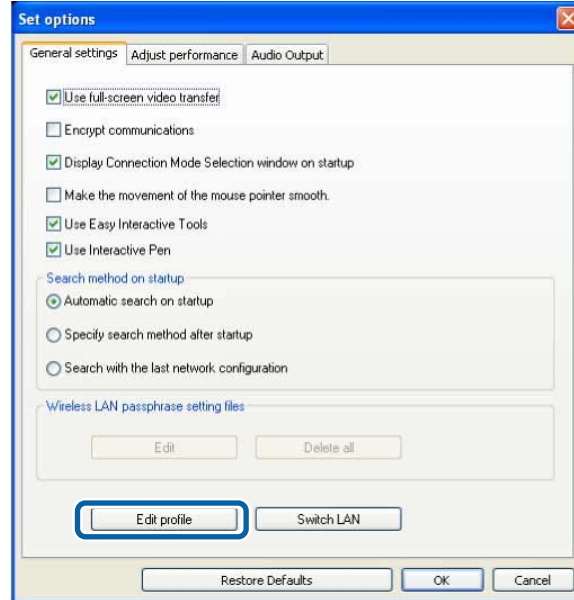 Set options
General settings Adjust performance Audio Output
Use full-screen video transfer
Encrypt communications
Display Connection Mode Selection window on startup
Make the movement of the mouse pointer smooth.
Use Easy Interactive Tools
Use Interactive Pen
Search method on startup
Automatic search on startup
Specify search method after startup
Search with the last network configuration
Wireless LAN passphrase setting files
Edit Delete all
Edit profile Switch LAN
Restore Defaults OK Cancel